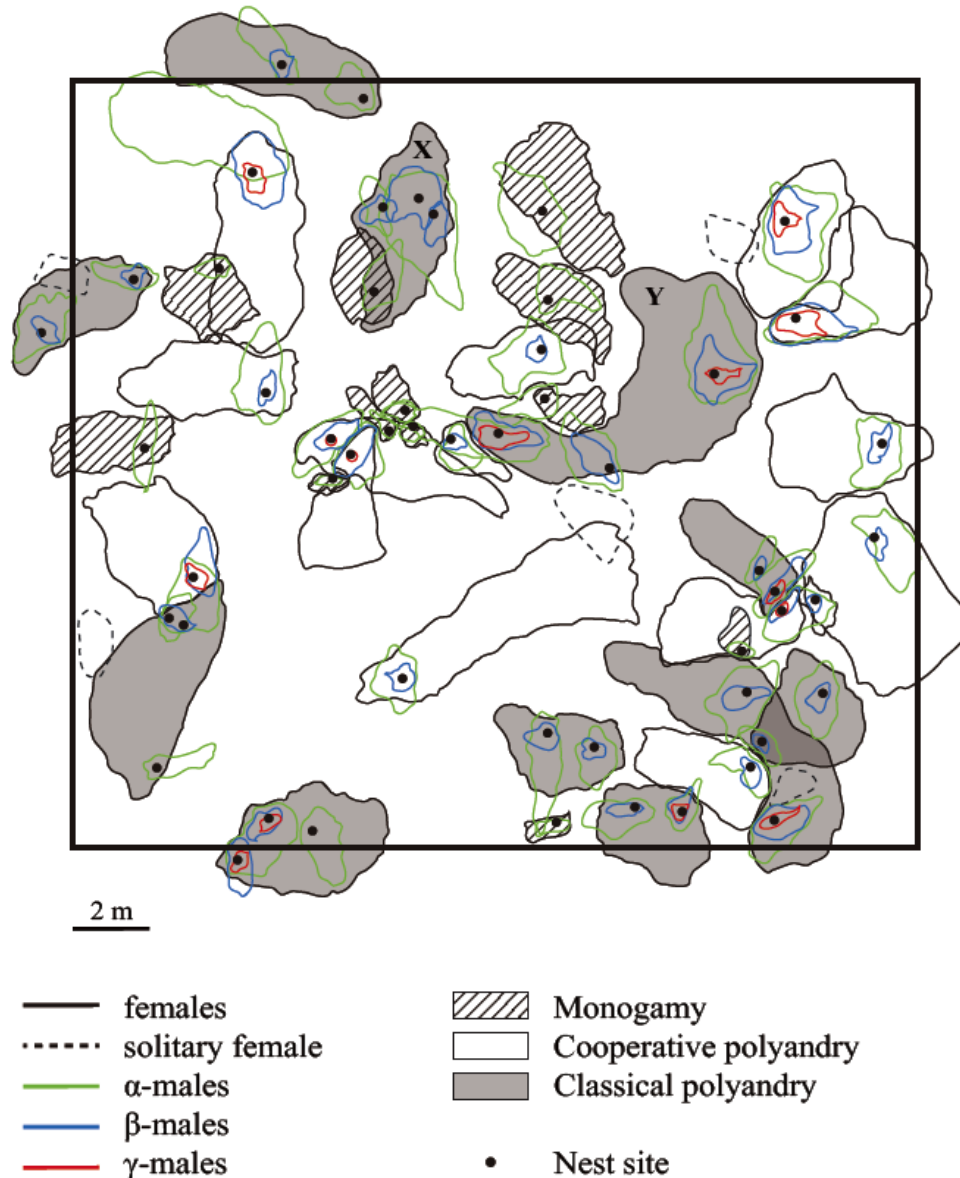 X
Y
2 m
females
solitary female
α-males
β-males
γ-males
Monogamy
Cooperative polyandry
Classical polyandry
Nest site